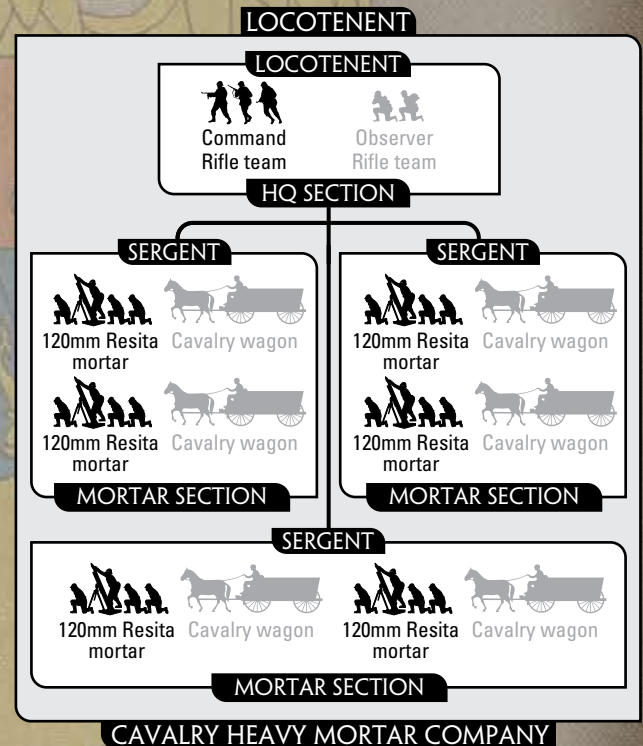 LOCOTENENT
LOCOTENENT
Command
Rifle team
Observer
Rifle team
HQ SECTION
SERGENT
120mm Resita
mortar
Cavalry wagon
120mm Resita
mortar
Cavalry wagon
MORTAR SECTION
SERGENT
120mm Resita
mortar
Cavalry wagon
120mm Resita
mortar
Cavalry wagon
MORTAR SECTION
SERGENT
120mm Resita
mortar
Cavalry wagon
120mm Resita
mortar
Cavalry wagon
MORTAR SECTION
CAVALRY HEAVY MORTAR COMPANY